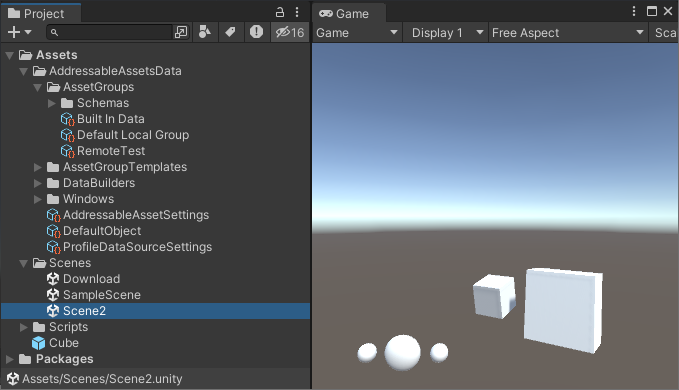 Project
Game
16
Game
Display 1
Free Aspect
Sca
Assets
AddressableAssetsData
AssetGroups
Schemas
Built In Data
Default Local Group
RemoteTest
AssetGroupTemplates
DataBuilders
Windows
AddressableAssetSettings
DefaultObject
ProfileDataSourceSettings
Scenes
Download
SampleScene
Scene2
Scripts
Cube
Packages
Assets/Scenes/Scene2.unity